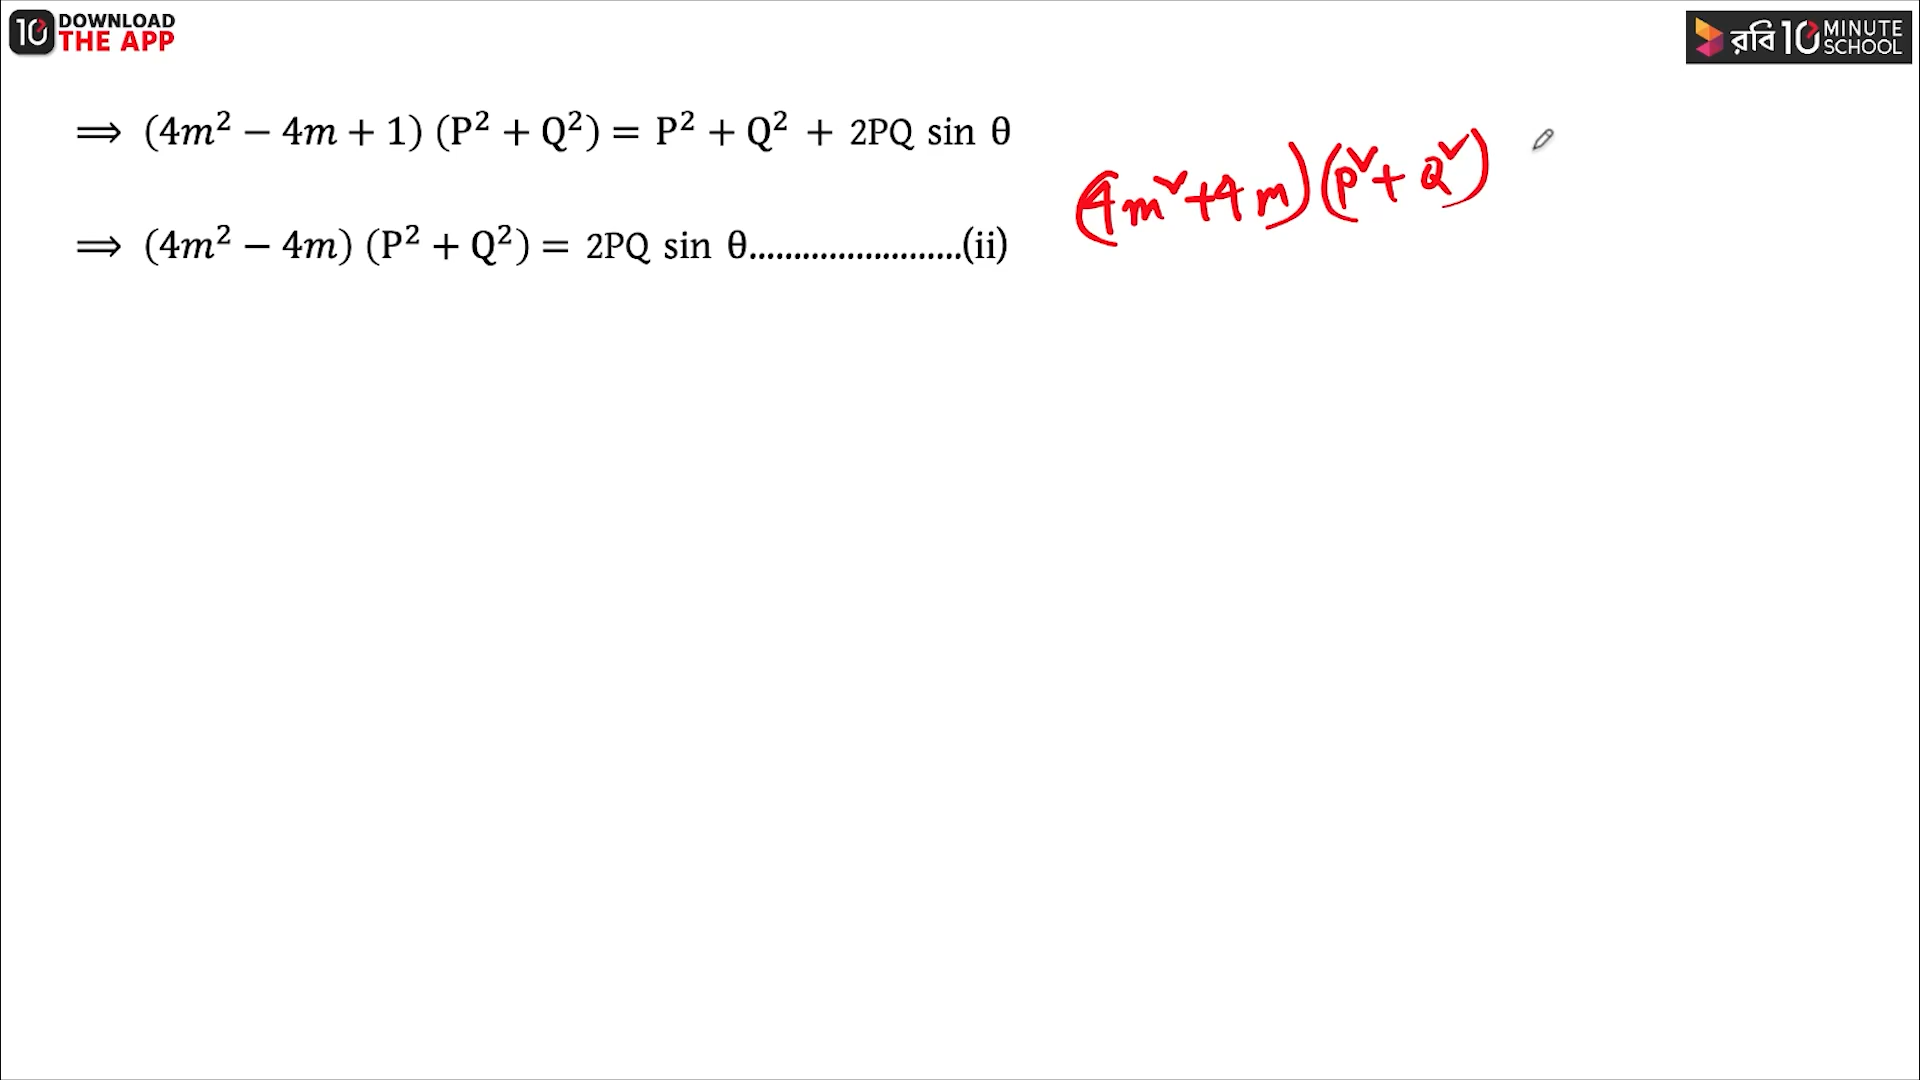 10 DOWNLOAD THE APP
রবি 10 MINUTE SCHOOL
⟹ (4m² − 4m + 1) (P² + Q²) = P² + Q² + 2PQ sin θ
(4m² + 4m)(P² + Q²)
⟹ (4m² − 4m) (P² + Q²) = 2PQ sin θ........................(ii)